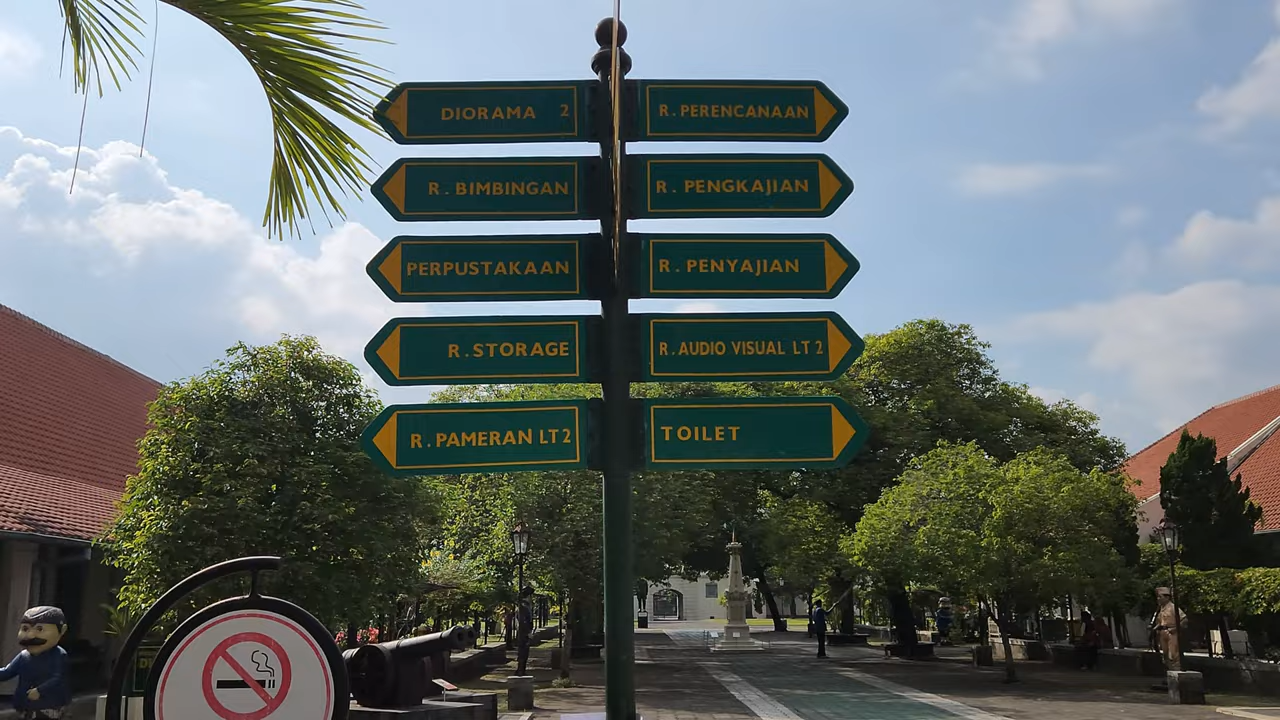 DIORAMA 2
R. BIMBINGAN
PERPUSTAKAAN
R. STORAGE
R. PAMERAN LT 2
R. PERENCANAAN
R. PENGKAJIAN
R. PENYAJIAN
R. AUDIO VISUAL LT 2
TOILET